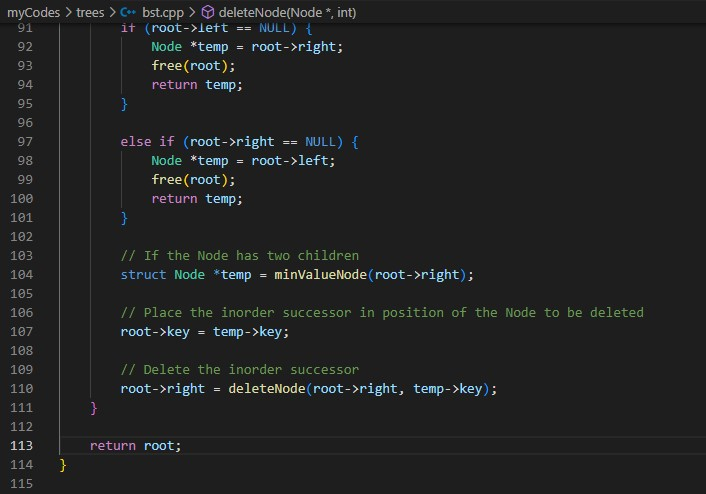 myCodes > trees > C++ bst.cpp > deleteNode(Node *, int)
91 if (root->left == NULL) {
92 Node *temp = root->right;
93 free(root);
94 return temp;
95 }
96
97 else if (root->right == NULL) {
98 Node *temp = root->left;
99 free(root);
100 return temp;
101 }
102
103 // If the Node has two children
104 struct Node *temp = minValueNode(root->right);
105
106 // Place the inorder successor in position of the Node to be deleted
107 root->key = temp->key;
108
109 // Delete the inorder successor
110 root->right = deleteNode(root->right, temp->key);
111 }
112
113 return root;
114 }
115